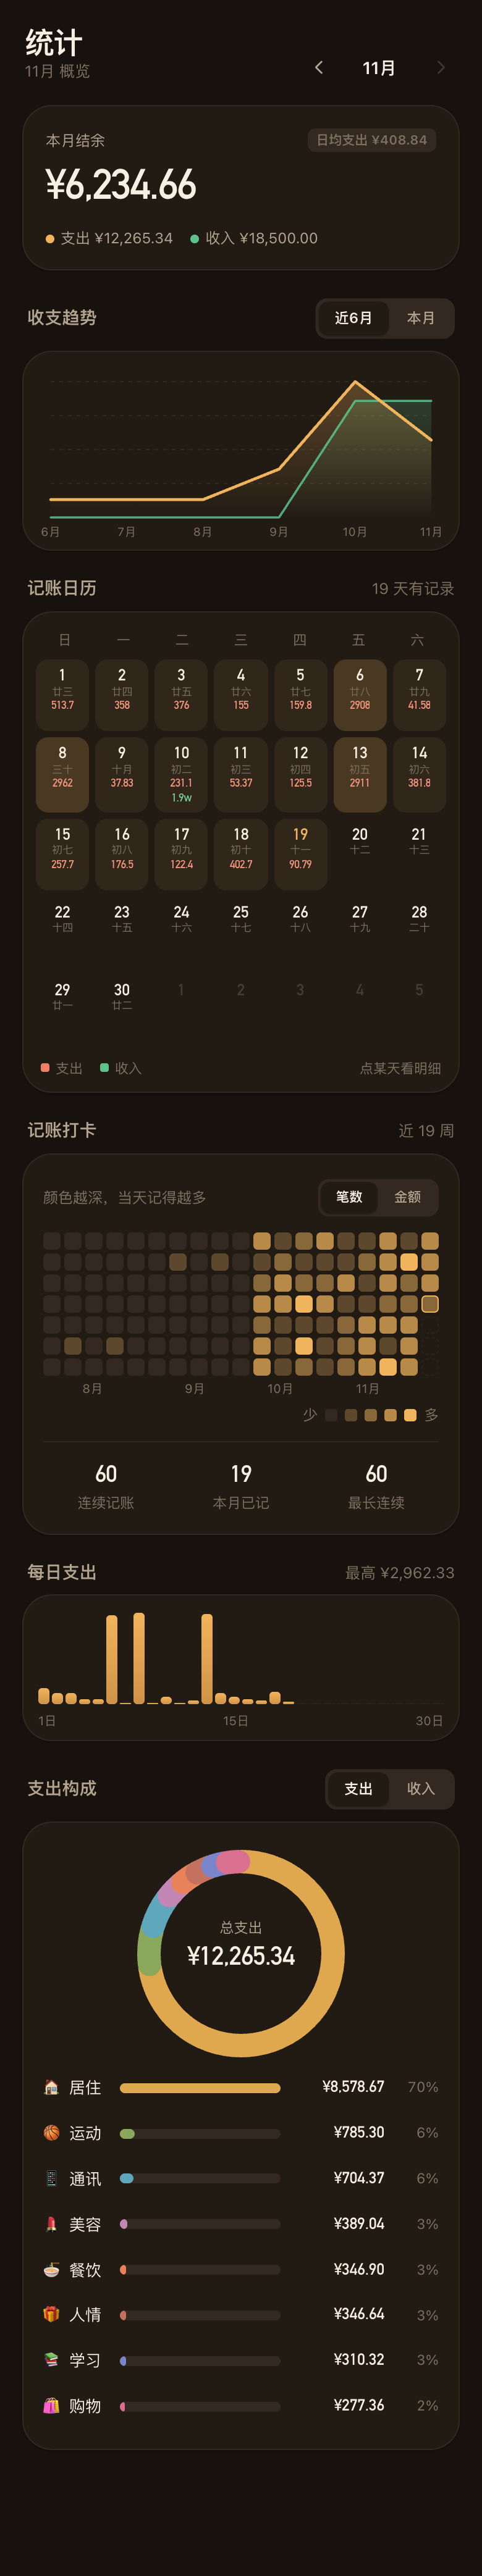 统计
11月 概览
11月
本月结余
日均支出 ¥408.84
¥6,234.66
支出 ¥12,265.34 收入 ¥18,500.00
收支趋势
近6月 本月
6月 7月 8月 9月 10月 11月
记账日历
19 天有记录
日 一 二 三 四 五 六
1 2 3 4 5 6 7
廿三 廿四 廿五 廿六 廿七 廿八 廿九
513.7 358 376 155 159.8 2908 41.58
8 9 10 11 12 13 14
三十 十月 初二 初三 初四 初五 初六
2962 37.83 231.1 53.37 125.5 2911 381.8
1.9w
15 16 17 18 19 20 21
初七 初八 初九 初十 十一 十二 十三
257.7 176.5 122.4 402.7 90.79
22 23 24 25 26 27 28
十四 十五 十六 十七 十八 十九 二十
29 30 1 2 3 4 5
廿一 廿二
支出 收入 点某天看明细
记账打卡
近 19 周
颜色越深，当天记得越多
笔数 金额
8月 9月 10月 11月
少 多
60 19 60
连续记账 本月已记 最长连续
每日支出
最高 ¥2,962.33
1日 15日 30日
支出构成
支出 收入
总支出
¥12,265.34
居住 ¥8,578.67 70%
运动 ¥785.30 6%
通讯 ¥704.37 6%
美容 ¥389.04 3%
餐饮 ¥346.90 3%
人情 ¥346.64 3%
学习 ¥310.32 3%
购物 ¥277.36 2%